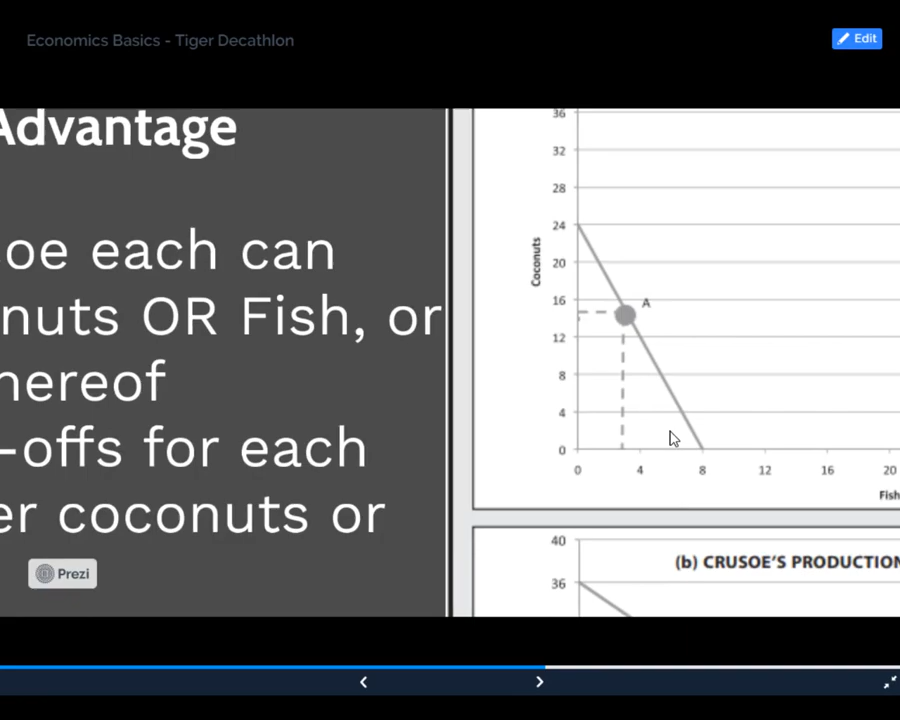 Economics Basics - Tiger Decathlon
Edit
Advantage
soe each can
nuts OR Fish, or
hereof
-offs for each
er coconuts or
Prezi
36
32
28
24
20
16
12
8
4
0
Coconuts
A
0 4 8 12 16 20
Fish
40
36
(b) CRUSOE'S PRODUCTION